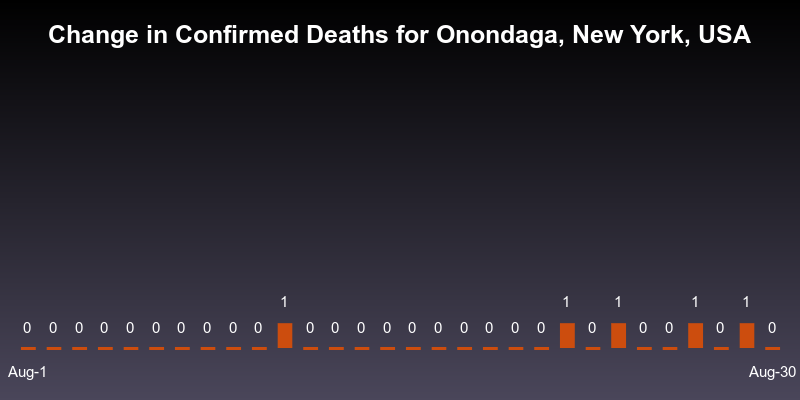 Change in Confirmed Deaths for Onondaga, New York, USA
1 1 1 1 1
0 0 0 0 0 0 0 0 0 0 0 0 0 0 0 0 0 0 0 0 0 0 0 0 0
Aug-1 Aug-30